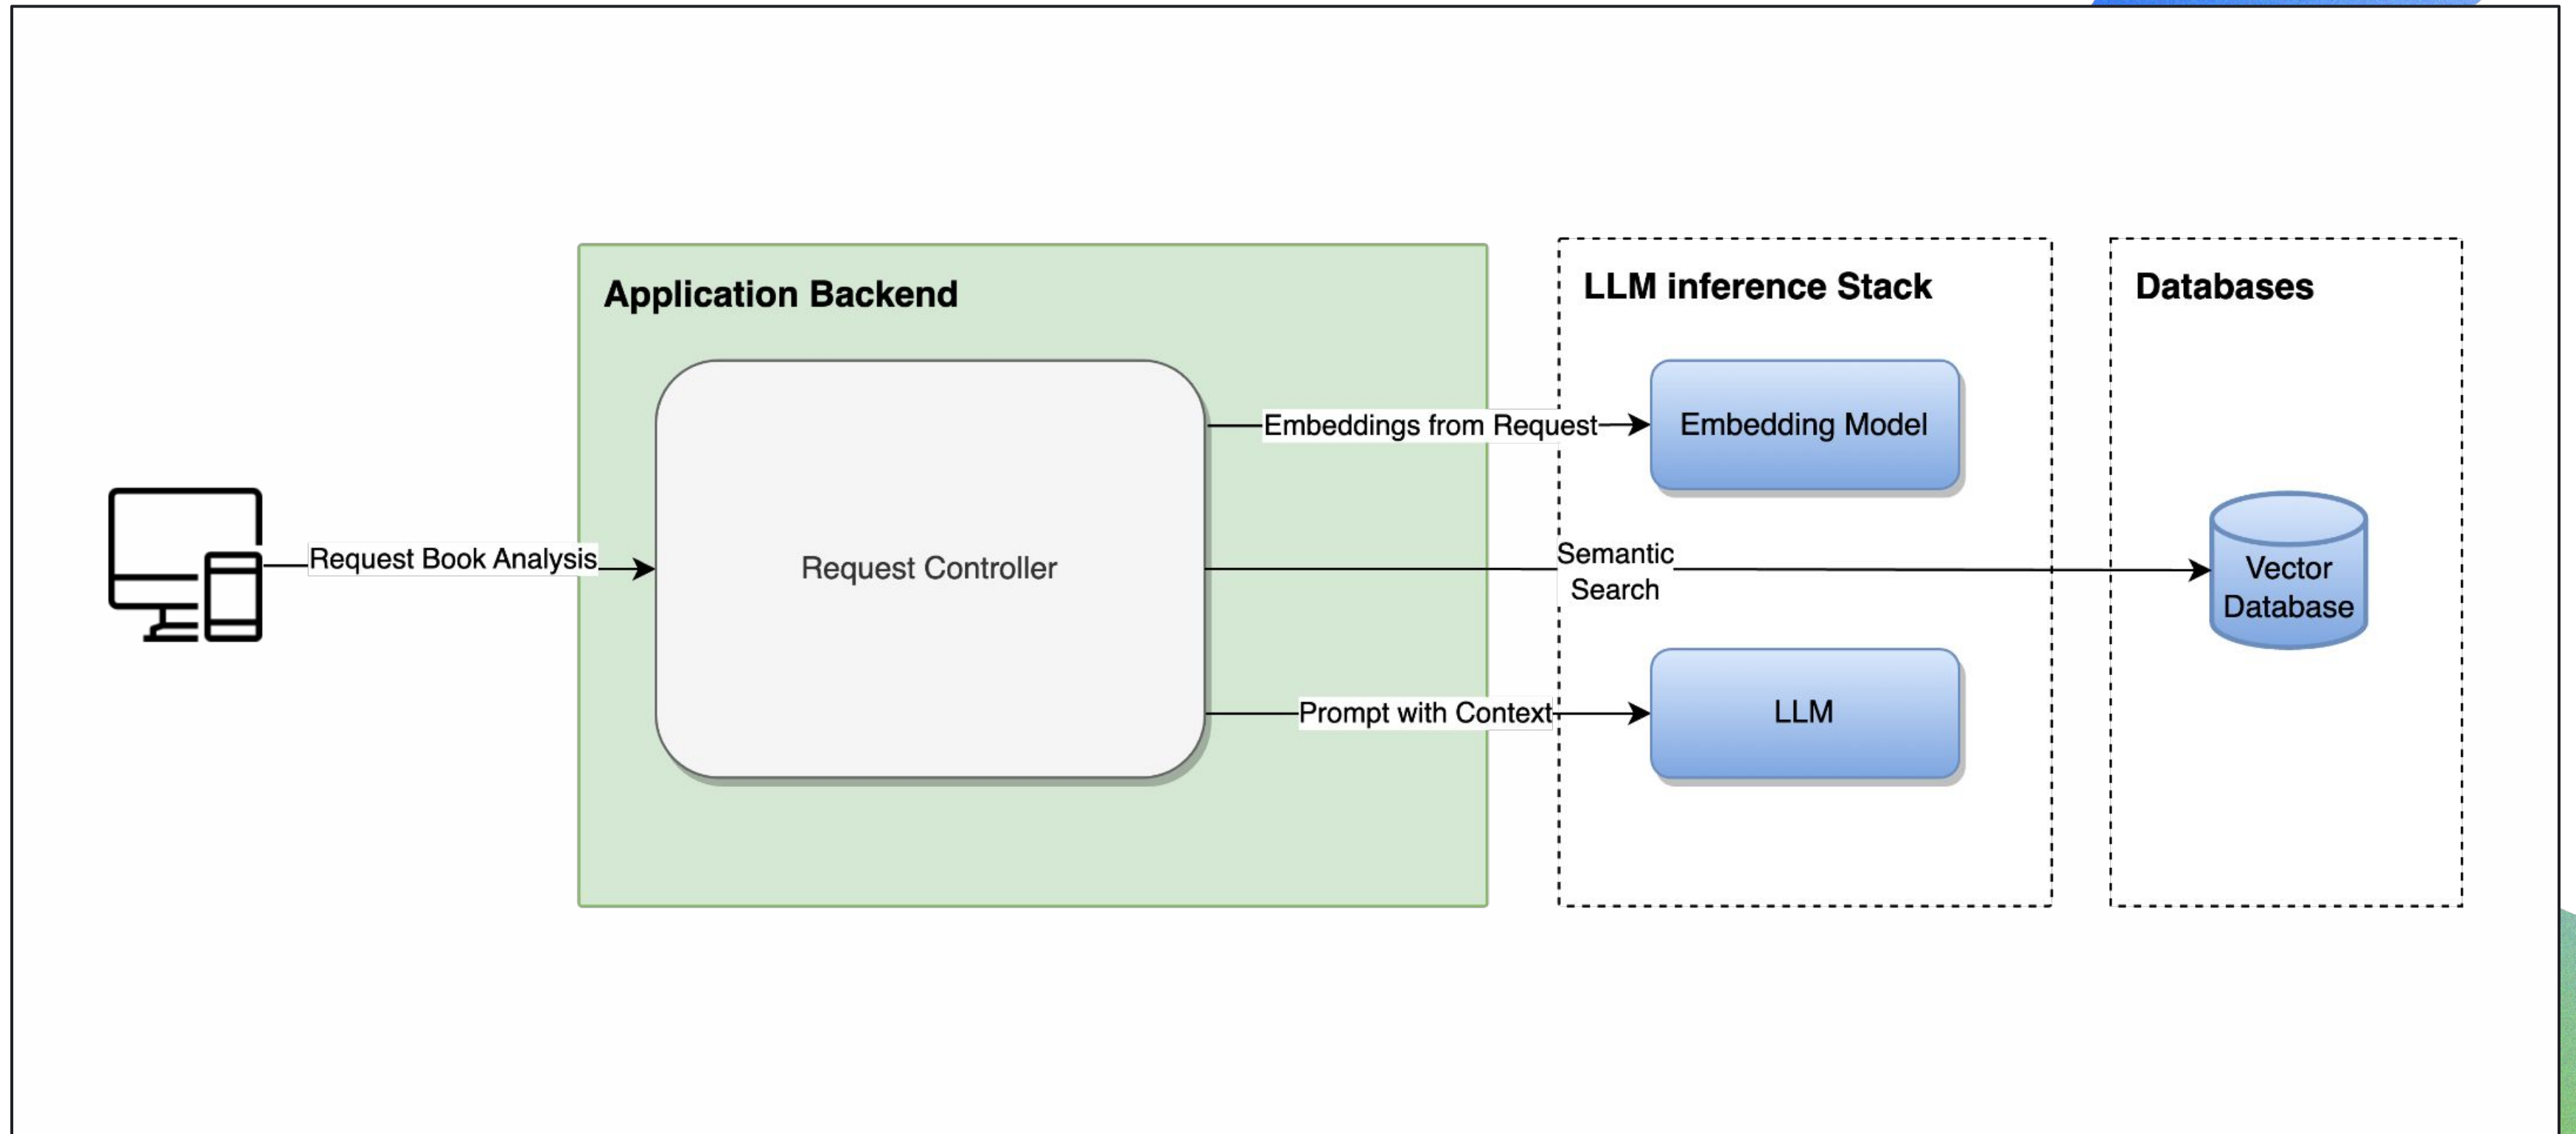 Application Backend
LLM inference Stack
Databases
Embeddings from Request
Embedding Model
Request Book Analysis
Request Controller
Semantic
Search
Vector
Database
Prompt with Context
LLM